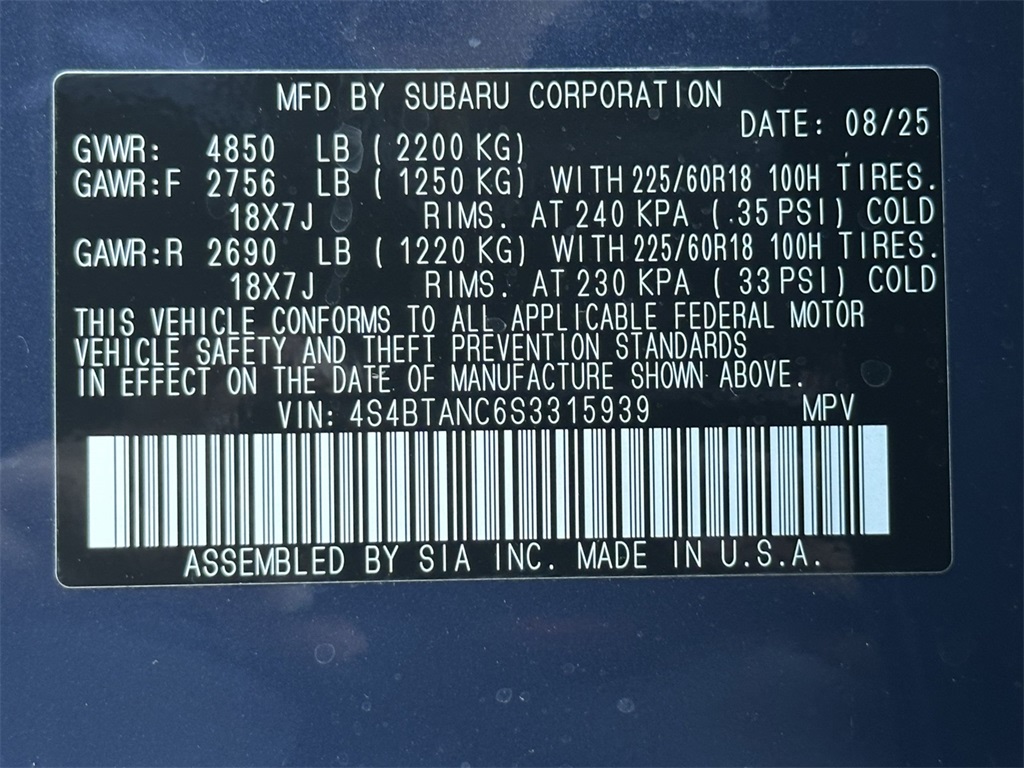 MFD BY SUBARU CORPORATION
DATE: 08/25
GVWR: 4850 LB ( 2200 KG)
GAWR:F 2756 LB ( 1250 KG) WITH 225/60R18 100H TIRES.
18X7J RIMS. AT 240 KPA ( 35 PSI) COLD
GAWR:R 2690 LB ( 1220 KG) WITH 225/60R18 100H TIRES.
18X7J RIMS. AT 230 KPA ( 33 PSI) COLD
THIS VEHICLE CONFORMS TO ALL APPLICABLE FEDERAL MOTOR
VEHICLE SAFETY AND THEFT PREVENTION STANDARDS
IN EFFECT ON THE DATE OF MANUFACTURE SHOWN ABOVE.
VIN: 4S4BTANC6S3315939 MPV
ASSEMBLED BY SIA INC. MADE IN U.S.A.